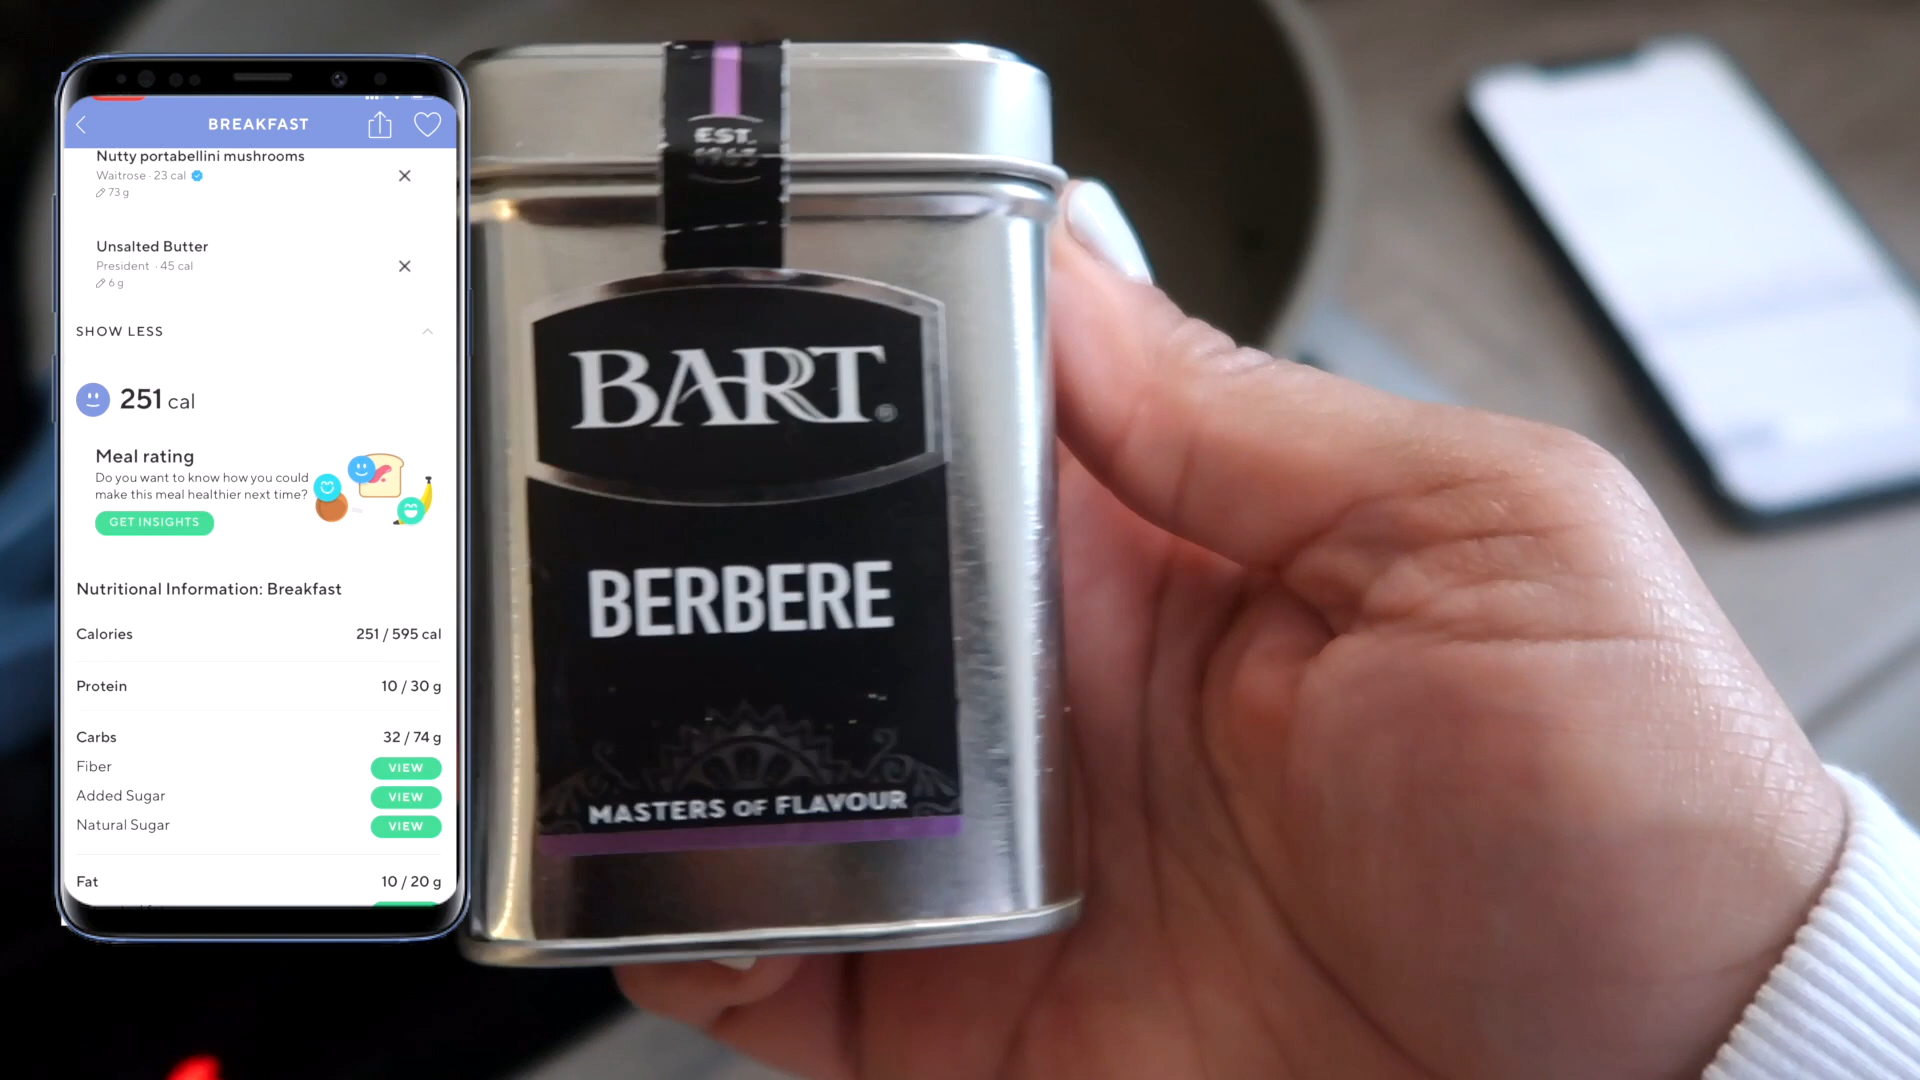 BREAKFAST
Nutty portabellini mushrooms
Waitrose · 23 cal
73 g
Unsalted Butter
President · 45 cal
6 g
SHOW LESS
251 cal
Meal rating
Do you want to know how you could
make this meal healthier next time?
GET INSIGHTS
Nutritional Information: Breakfast
Calories 251 / 595 cal
Protein 10 / 30 g
Carbs 32 / 74 g
Fiber VIEW
Added Sugar VIEW
Natural Sugar VIEW
Fat 10 / 20 g
EST.
1963
BART®
BERBERE
MASTERS OF FLAVOUR